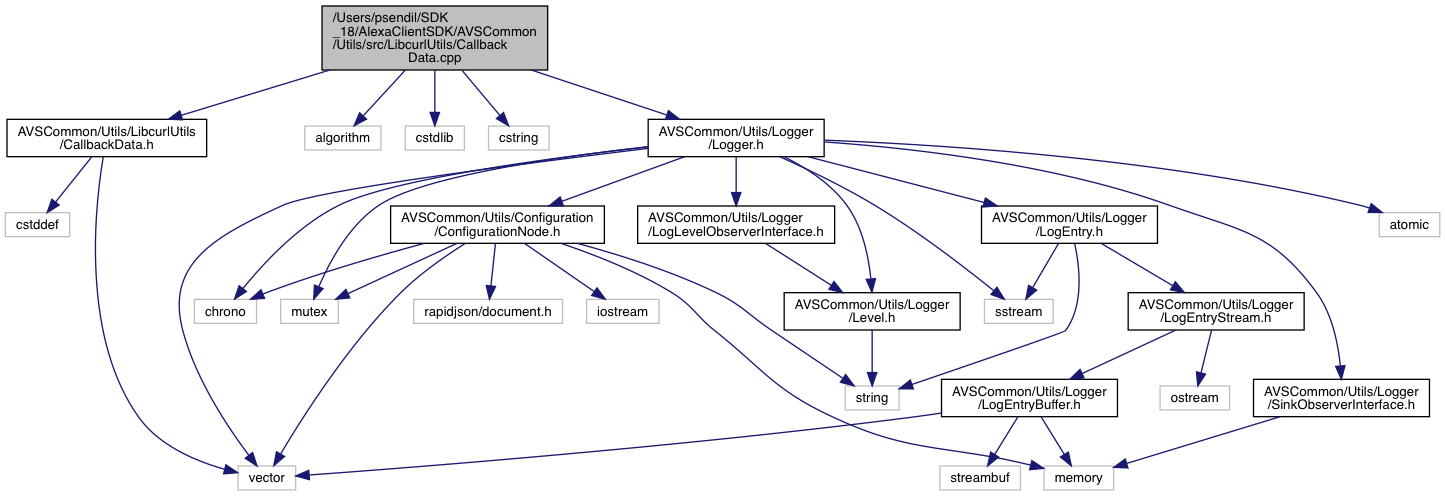 /Users/psendil/SDK
_18/AlexaClientSDK/AVSCommon
/Utils/src/LibcurlUtils/Callback
Data.cpp
AVSCommon/Utils/LibcurlUtils
/CallbackData.h
algorithm
cstdlib
cstring
AVSCommon/Utils/Logger
/Logger.h
cstddef
AVSCommon/Utils/Configuration
/ConfigurationNode.h
AVSCommon/Utils/Logger
/LogLevelObserverInterface.h
AVSCommon/Utils/Logger
/LogEntry.h
atomic
chrono
mutex
rapidjson/document.h
iostream
AVSCommon/Utils/Logger
/Level.h
sstream
AVSCommon/Utils/Logger
/LogEntryStream.h
string
AVSCommon/Utils/Logger
/LogEntryBuffer.h
ostream
AVSCommon/Utils/Logger
/SinkObserverInterface.h
vector
streambuf
memory